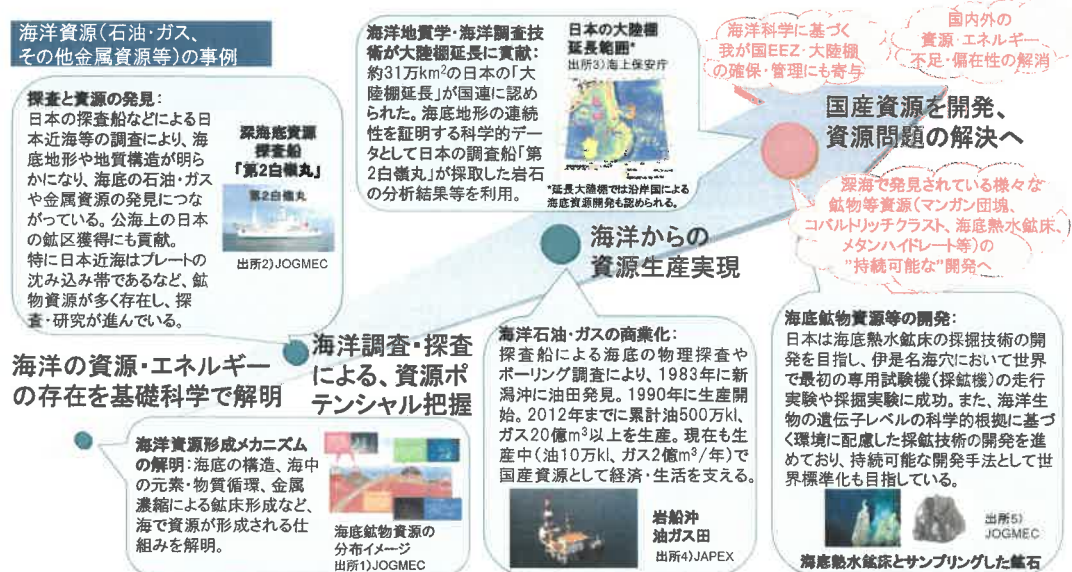 海洋資源(石油・ガス、
その他金属資源等)の事例
探査と資源の発見:
日本の探査船などによる日
本近海等の調査により、海
底地形や地質構造が明ら
かになり、海底の石油・ガス
や金属資源の発見につな
がっている。公海上の日本
の鉱区獲得にも貢献。
特に日本近海はプレートの
沈み込み帯であるなど、鉱
物資源が多く存在し、探
査・研究が進んでいる。
深海底資源
探査船
「第2白嶺丸」
第2白嶺丸
出所2)JOGMEC
海洋地質学・海洋調査技
術が大陸棚延長に貢献:
約31万km²の日本の「大
陸棚延長」が国連に認め
られた。海底地形の連続
性を証明する科学的デー
タとして日本の調査船「第
2白嶺丸」が採取した岩石
の分析結果等を利用。
日本の大陸棚
延長範囲*
出所3)海上保安庁
*延長大陸棚では沿岸国による
海底資源開発も認められる。
海洋科学に基づく
我が国EEZ・大陸棚
の確保・管理にも寄与
国内外の
資源・エネルギー
不足・偏在性の解消
国産資源を開発、
資源問題の解決へ
深海で発見されている様々な
鉱物等資源(マンガン団塊、
コバルトリッチクラスト、海底熱水鉱床、
メタンハイドレート等)の
"持続可能な"開発へ
海洋からの
資源生産実現
海洋調査・探査
による、資源ポ
テンシャル把握
海洋の資源・エネルギー
の存在を基礎科学で解明
海洋資源形成メカニズム
の解明:海底の構造、海中
の元素・物質循環、金属
濃縮による鉱床形成など、
海で資源が形成される仕
組みを解明。
海底鉱物資源の
分布イメージ
出所1)JOGMEC
海洋石油・ガスの商業化:
探査船による海底の物理探査や
ボーリング調査により、1983年に新
潟沖に油田発見。1990年に生産開
始。2012年までに累計油500万kl、
ガス20億m³以上を生産。現在も生
産中(油10万kl、ガス2億m³/年)で
国産資源として経済・生活を支える。
岩船沖
油ガス田
出所4)JAPEX
海底鉱物資源等の開発:
日本は海底熱水鉱床の採掘技術の開
発を目指し、伊是名海穴において世界
で最初の専用試験機(採鉱機)の走行
実験や採掘実験に成功。また、海洋生
物の遺伝子レベルの科学的根拠に基づ
く環境に配慮した採鉱技術の開発を進
めており、持続可能な開発手法として世
界標準化も目指している。
出所5)
JOGMEC
海底熱水鉱床とサンプリングした鉱石